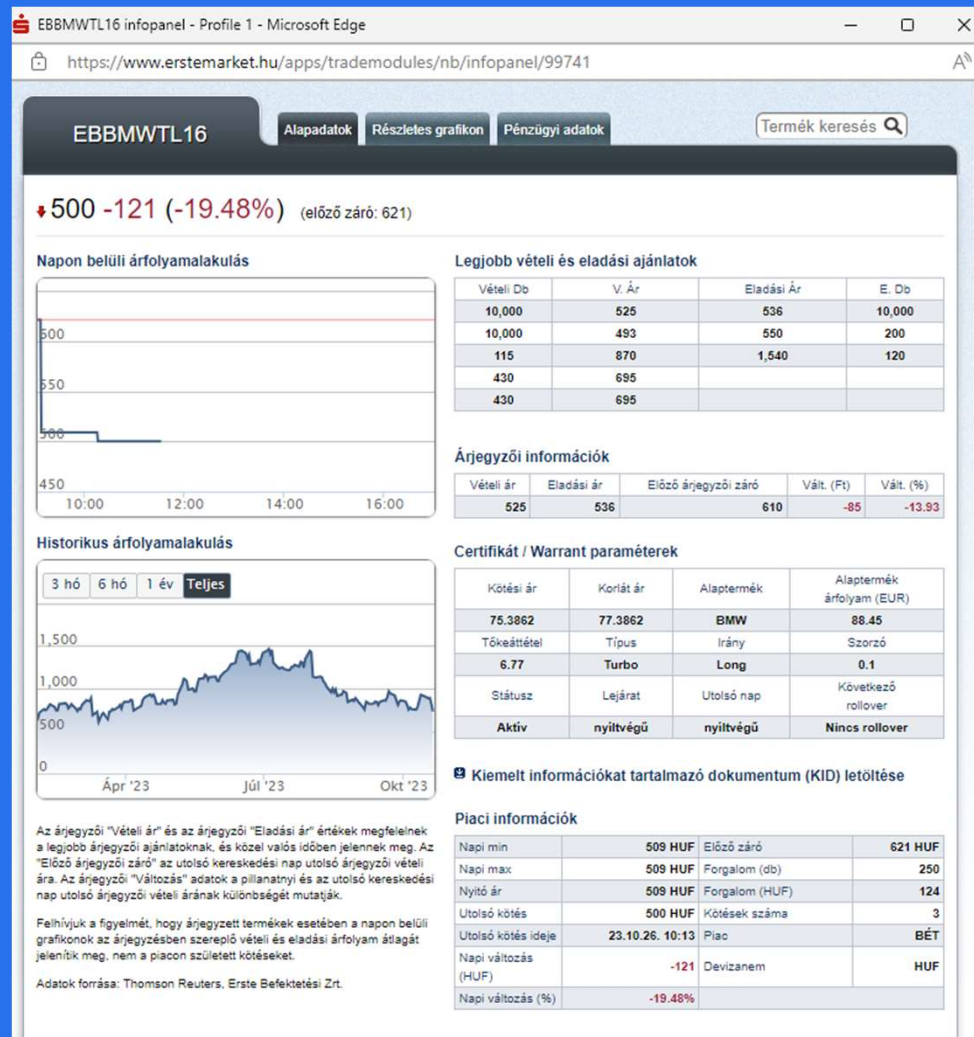 EBBMWTL16 infopanel - Profile 1 - Microsoft Edge
https://www.erstemarket.hu/apps/trademodules/nb/infopanel/99741
EBBMWTL16
Alapadatok Részletes grafikon Pénzügyi adatok
Termék keresés
500 -121 (-19.48%) (előző záró: 621)
Napon belüli árfolyamalakulás
600
550
500
450
10:00 12:00 14:00 16:00
Historikus árfolyamalakulás
3 hó 6 hó 1 év Teljes
1,500
1,000
500
0
Ápr '23 Júl '23 Okt '23
Az árjegyzői "Vételi ár" és az árjegyzői "Eladási ár" értékek megfelelnek
a legjobb árjegyzői ajánlatoknak, és közel valós időben jelennek meg. Az
"Előző árjegyzői záró" az utolsó kereskedési nap utolsó árjegyzői vételi
ára. Az árjegyzői "Változás" adatok a pillanatnyi és az utolsó kereskedési
nap utolsó árjegyzői vételi árának különbségét mutatják.
Felhívjuk a figyelmét, hogy árjegyzett termékek esetében a napon belüli
grafikonok az árjegyzésben szereplő vételi és eladási árfolyam átlagát
jelenítik meg, nem a piacon született kötéseket.
Adatok forrása: Thomson Reuters, Erste Befektetési Zrt.
Legjobb vételi és eladási ajánlatok
Vételi Db V. Ár Eladási Ár E. Db
10,000 525 536 10,000
10,000 493 550 200
115 870 1,540 120
430 695
430 695
Árjegyzői információk
Vételi ár Eladási ár Előző árjegyzői záró Vált. (Ft) Vált. (%)
525 536 610 -85 -13.93
Certifikát / Warrant paraméterek
Kötési ár Korlát ár Alaptermék Alaptermék
árfolyam (EUR)
75.3862 77.3862 BMW 88.45
Tőkeáttétel Típus Irány Szorzó
6.77 Turbo Long 0.1
Státusz Lejárat Utolsó nap Következő
rollover
Aktív nyíltvégű nyíltvégű Nincs rollover
Kiemelt információkat tartalmazó dokumentum (KID) letöltése
Piaci információk
Napi min 509 HUF Előző záró 621 HUF
Napi max 509 HUF Forgalom (db) 250
Nyitó ár 509 HUF Forgalom (HUF) 124
Utolsó kötés 500 HUF Kötések száma 3
Utolsó kötés ideje 23.10.26. 10:13 Piac BÉT
Napi változás
(HUF) -121 Devizanem HUF
Napi változás (%) -19.48%